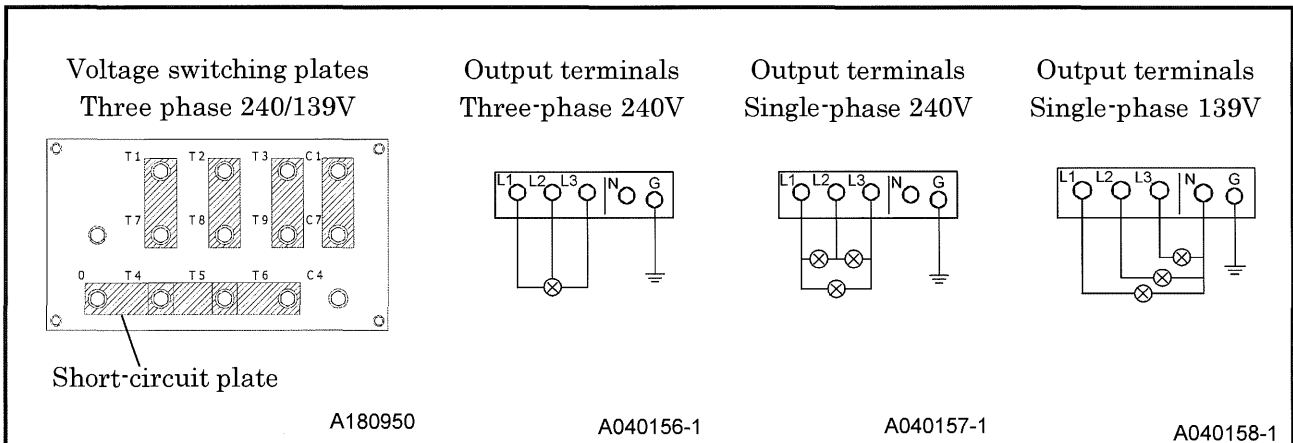 Voltage switching plates
Three phase 240/139V
T1 T2 T3 C1
T7 T8 T9 C7
0 T4 T5 T6 C4
Short-circuit plate
A180950
Output terminals
Three-phase 240V
L1 L2 L3 N G
A040156-1
Output terminals
Single-phase 240V
L1 L2 L3 N G
A040157-1
Output terminals
Single-phase 139V
L1 L2 L3 N G
A040158-1